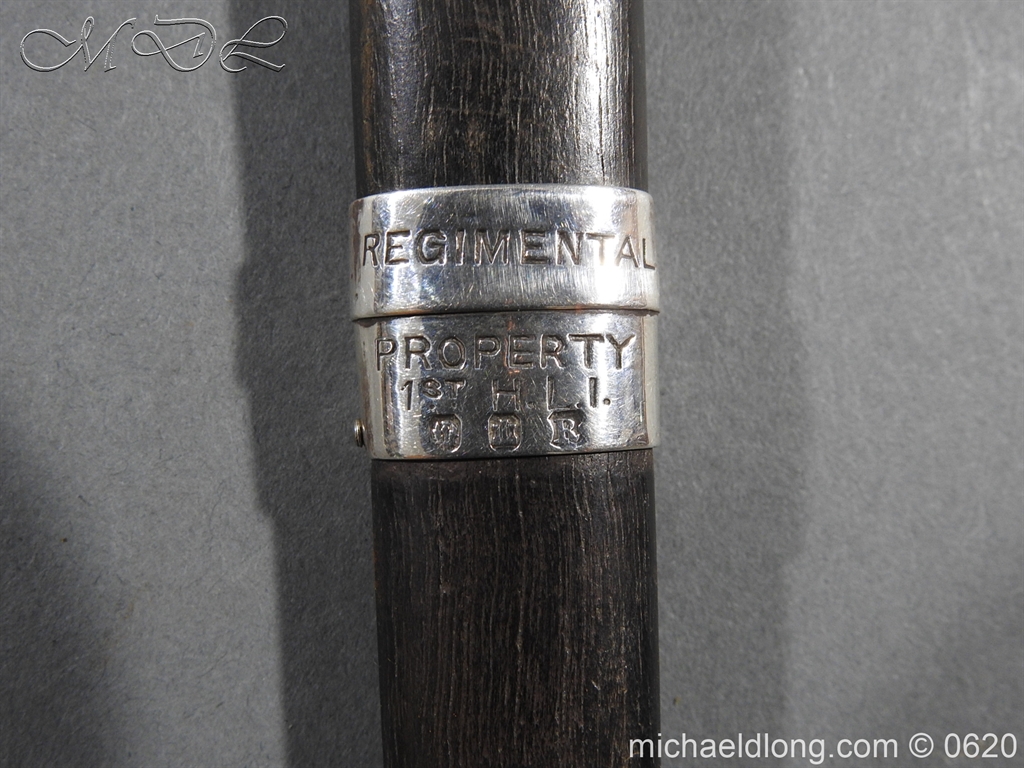 MDL
REGIMENTAL
PROPERTY
1ST H.L.I.
R
michaeldlong.com © 0620